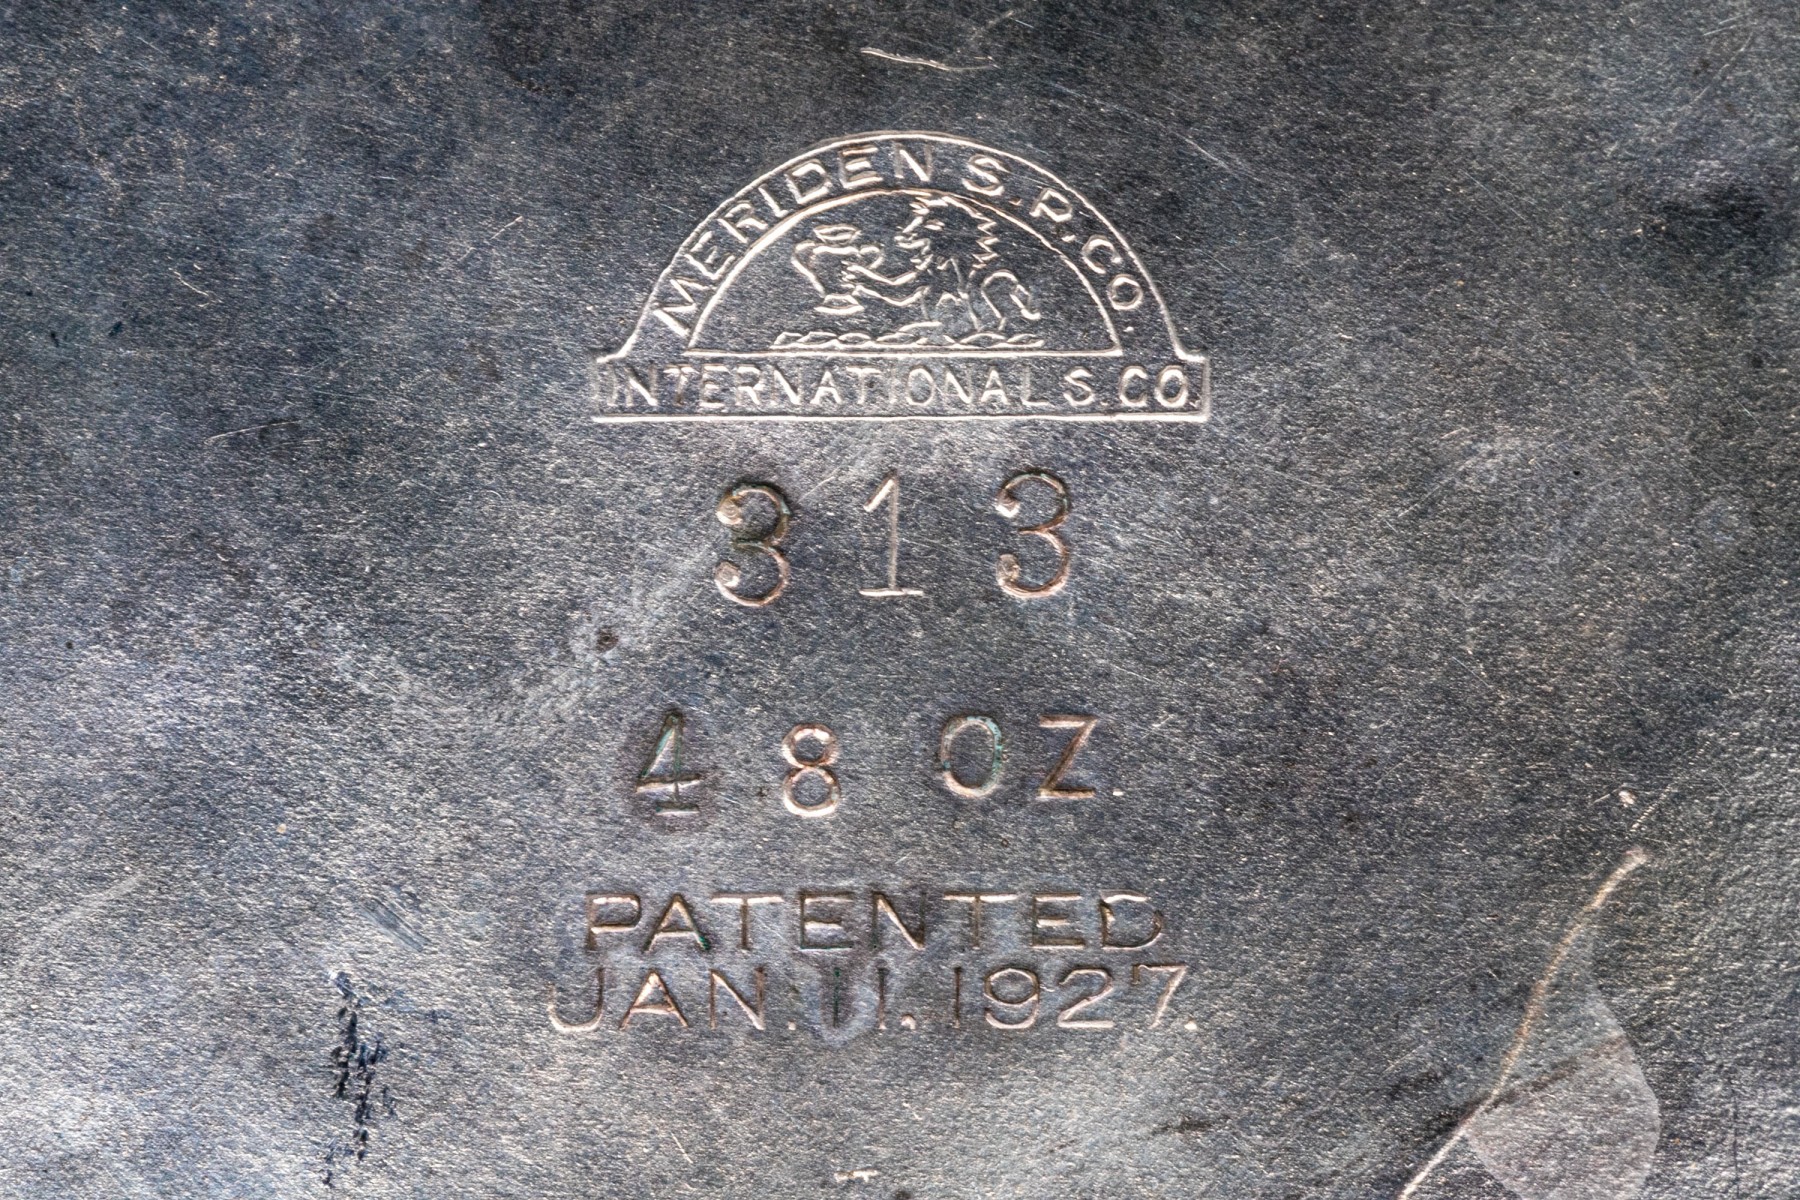 MERIDEN S.P. CO.
INTERNATIONAL S. CO.
313
48 OZ.
PATENTED
JAN. 11. 1927.